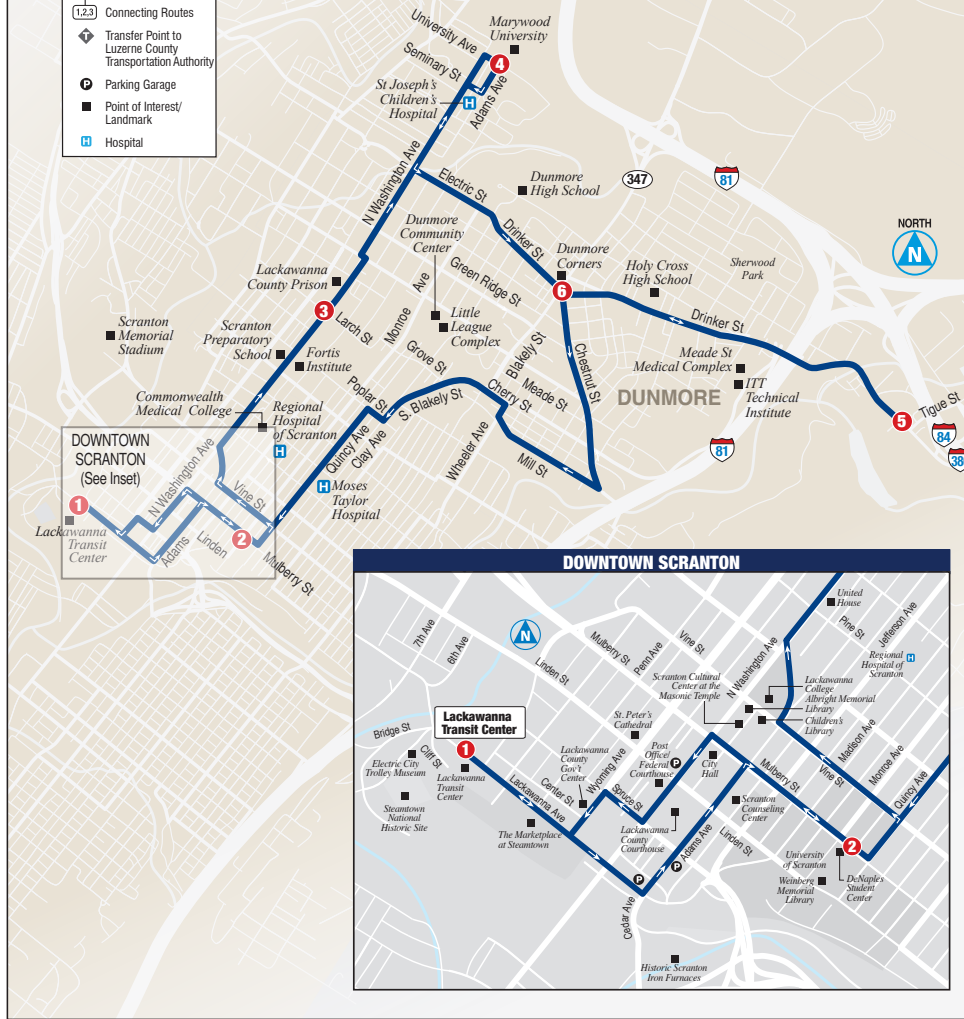 1,2,3 Connecting Routes
T Transfer Point to
Luzerne County
Transportation Authority
P Parking Garage
Point of Interest/
Landmark
H Hospital
University Ave
Marywood
University
Seminary St
4
St Joseph's
Children's
Hospital
H
Adams Ave
N Washington Ave
Electric St
Dunmore
High School
347
81
NORTH
N
Drinker St
Dunmore
Community
Center
Dunmore
Corners
Green Ridge St
Holy Cross
High School
Sherwood
Park
Lackawanna
County Prison
Ave
Monroe
6
3
Larch St
Little
League
Complex
Drinker St
Scranton
Memorial
Stadium
Scranton
Preparatory
School
Fortis
Institute
Grove St
Blakely St
Chestnut St
Meade St
Medical Complex
Poplar St
S. Blakely St
Cherry St
Meade St
DUNMORE
ITT
Technical
Institute
Commonwealth
Medical College
Regional
Hospital
of Scranton
H
Quincy Ave
Clay Ave
Wheeler Ave
Mill St
5
Tigue St
84
38
81
DOWNTOWN
SCRANTON
(See Inset)
N Washington Ave
Vine St
H Moses
Taylor
Hospital
1
Lackawanna
Transit
Center
Adams
Linden
2
Mulberry St
DOWNTOWN SCRANTON
United
House
N
7th Ave
6th Ave
Linden St
Mulberry St
Penn Ave
Vine St
N Washington Ave
Pine St
Jefferson Ave
Regional
Hospital of
Scranton
H
Scranton Cultural
Center at the
Masonic Temple
Lackawanna
College
Albright Memorial
Library
Children's
Library
Lackawanna
Transit Center
1
St. Peter's
Cathedral
Bridge St
Cliff St
Electric City
Trolley Museum
Lackawanna
Transit
Center
Lackawanna
County
Gov't
Center
Wyoming Ave
Post
Office/
Federal
Courthouse
P
City
Hall
Mulberry St
Vine St
Madison Ave
Monroe Ave
Quincy Ave
Steamtown
National
Historic Site
Lackawanna Ave
Center St
Spruce St
The Marketplace
at Steamtown
Lackawanna
County
Courthouse
Scranton
Counseling
Center
Adams Ave
Linden St
2
University
of Scranton
P
P
Weinberg
Memorial
Library
DeNaples
Student
Center
Cedar Ave
Historic Scranton
Iron Furnaces